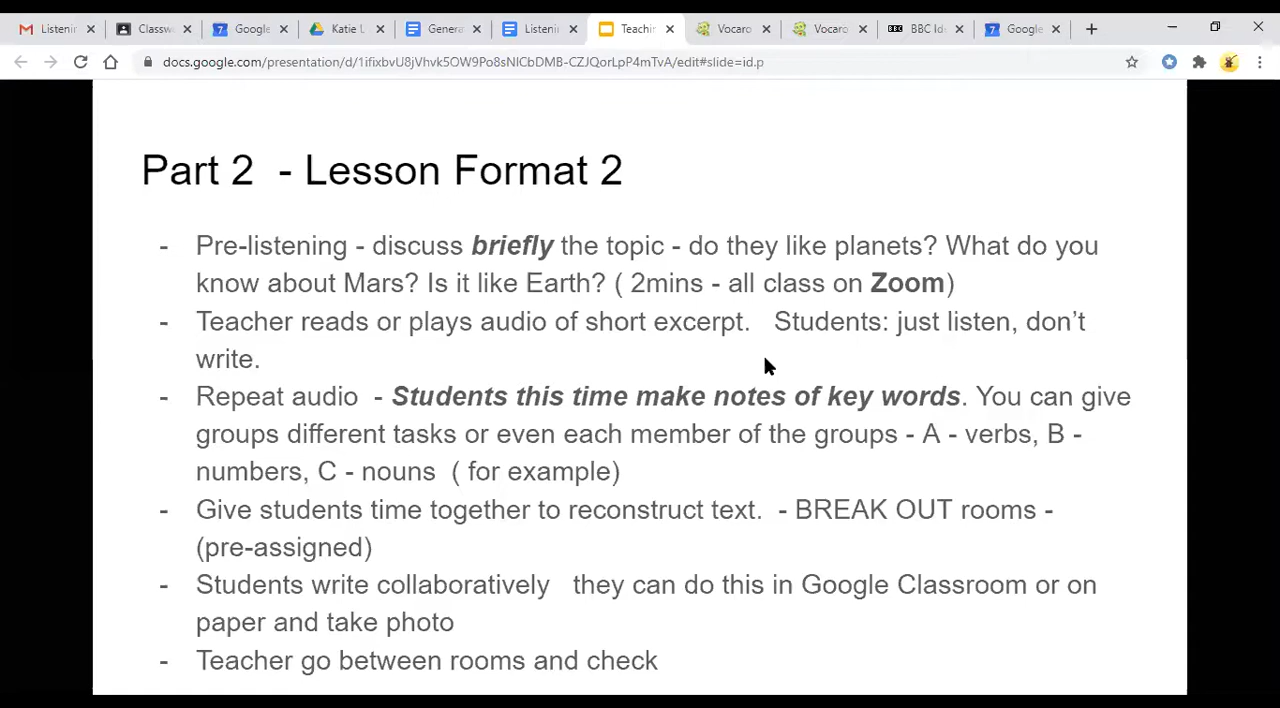 Listenin
Classw
Google
Katie L
Genera
Listenin
Teachin
Vocaro
Vocaro
BBC Id
Google
docs.google.com/presentation/d/1ifixbvU8jVhvk5OW9Po8sNlCbDMB-CZJQorLpP4mTvA/edit#slide=id.p
Part 2 - Lesson Format 2
- Pre-listening - discuss briefly the topic - do they like planets? What do you
know about Mars? Is it like Earth? ( 2mins - all class on Zoom)
- Teacher reads or plays audio of short excerpt. Students: just listen, don't
write.
- Repeat audio - Students this time make notes of key words. You can give
groups different tasks or even each member of the groups - A - verbs, B -
numbers, C - nouns ( for example)
- Give students time together to reconstruct text. - BREAK OUT rooms -
(pre-assigned)
- Students write collaboratively they can do this in Google Classroom or on
paper and take photo
- Teacher go between rooms and check